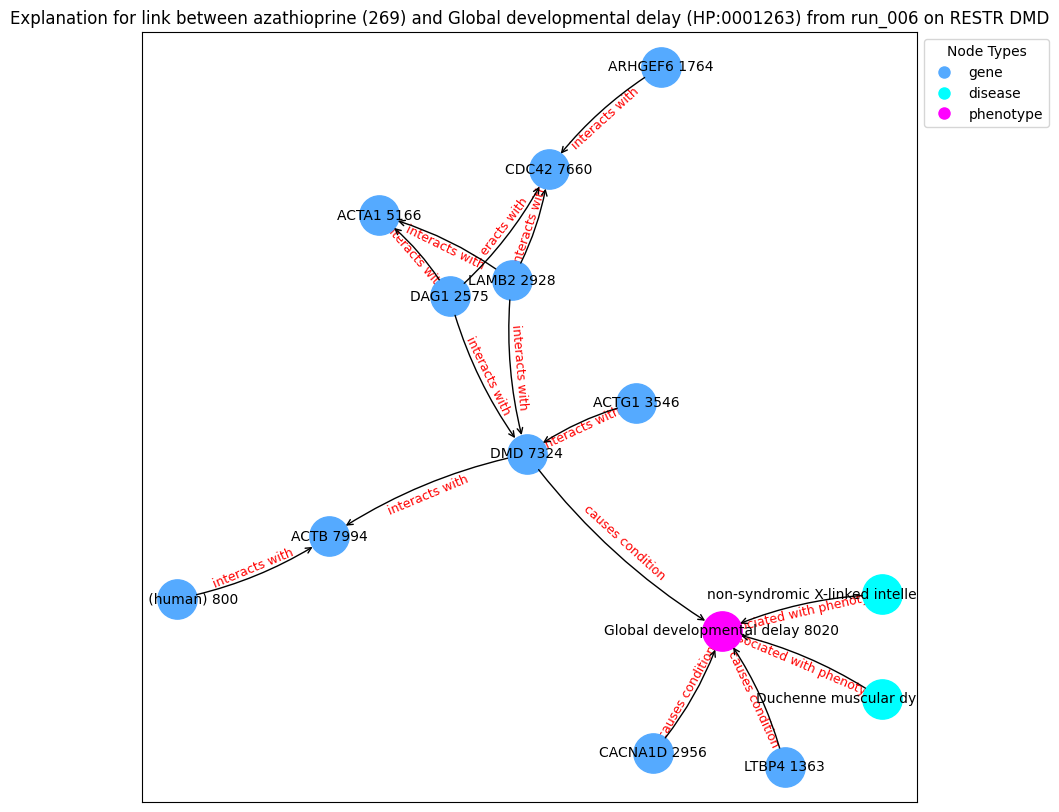 Explanation for link between azathioprine (269) and Global developmental delay (HP:0001263) from run_006 on RESTR DMD
Node Types
gene
disease
phenotype
ARHGEF6 1764
interacts with
CDC42 7660
ACTA1 5166
eracts with
interacts with
interacts with
interacts with
LAMB2 2928
DAG1 2575
interacts with
interacts with
ACTG1 3546
interacts with
DMD 7324
interacts with
causes condition
ACTB 7994
interacts with
(human) 800
non-syndromic X-linked intelle
ociated with phenoty
Global developmental delay 8020
sociated with phenoty
causes condition
causes condition
Duchenne muscular dy
CACNA1D 2956
LTBP4 1363